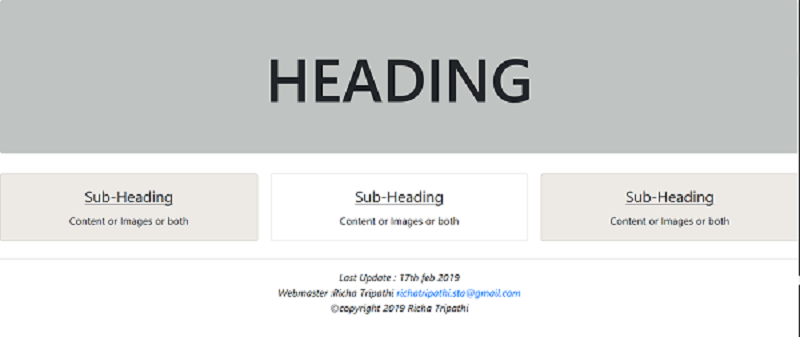 HEADING
Sub-Heading
Content or Images or both
Sub-Heading
Content or Images or both
Sub-Heading
Content or Images or both
Last Update : 17th feb 2019
Webmaster :Richa Tripathi richatripathi.sta@gmail.com
©copyright 2019 Richa Tripathi